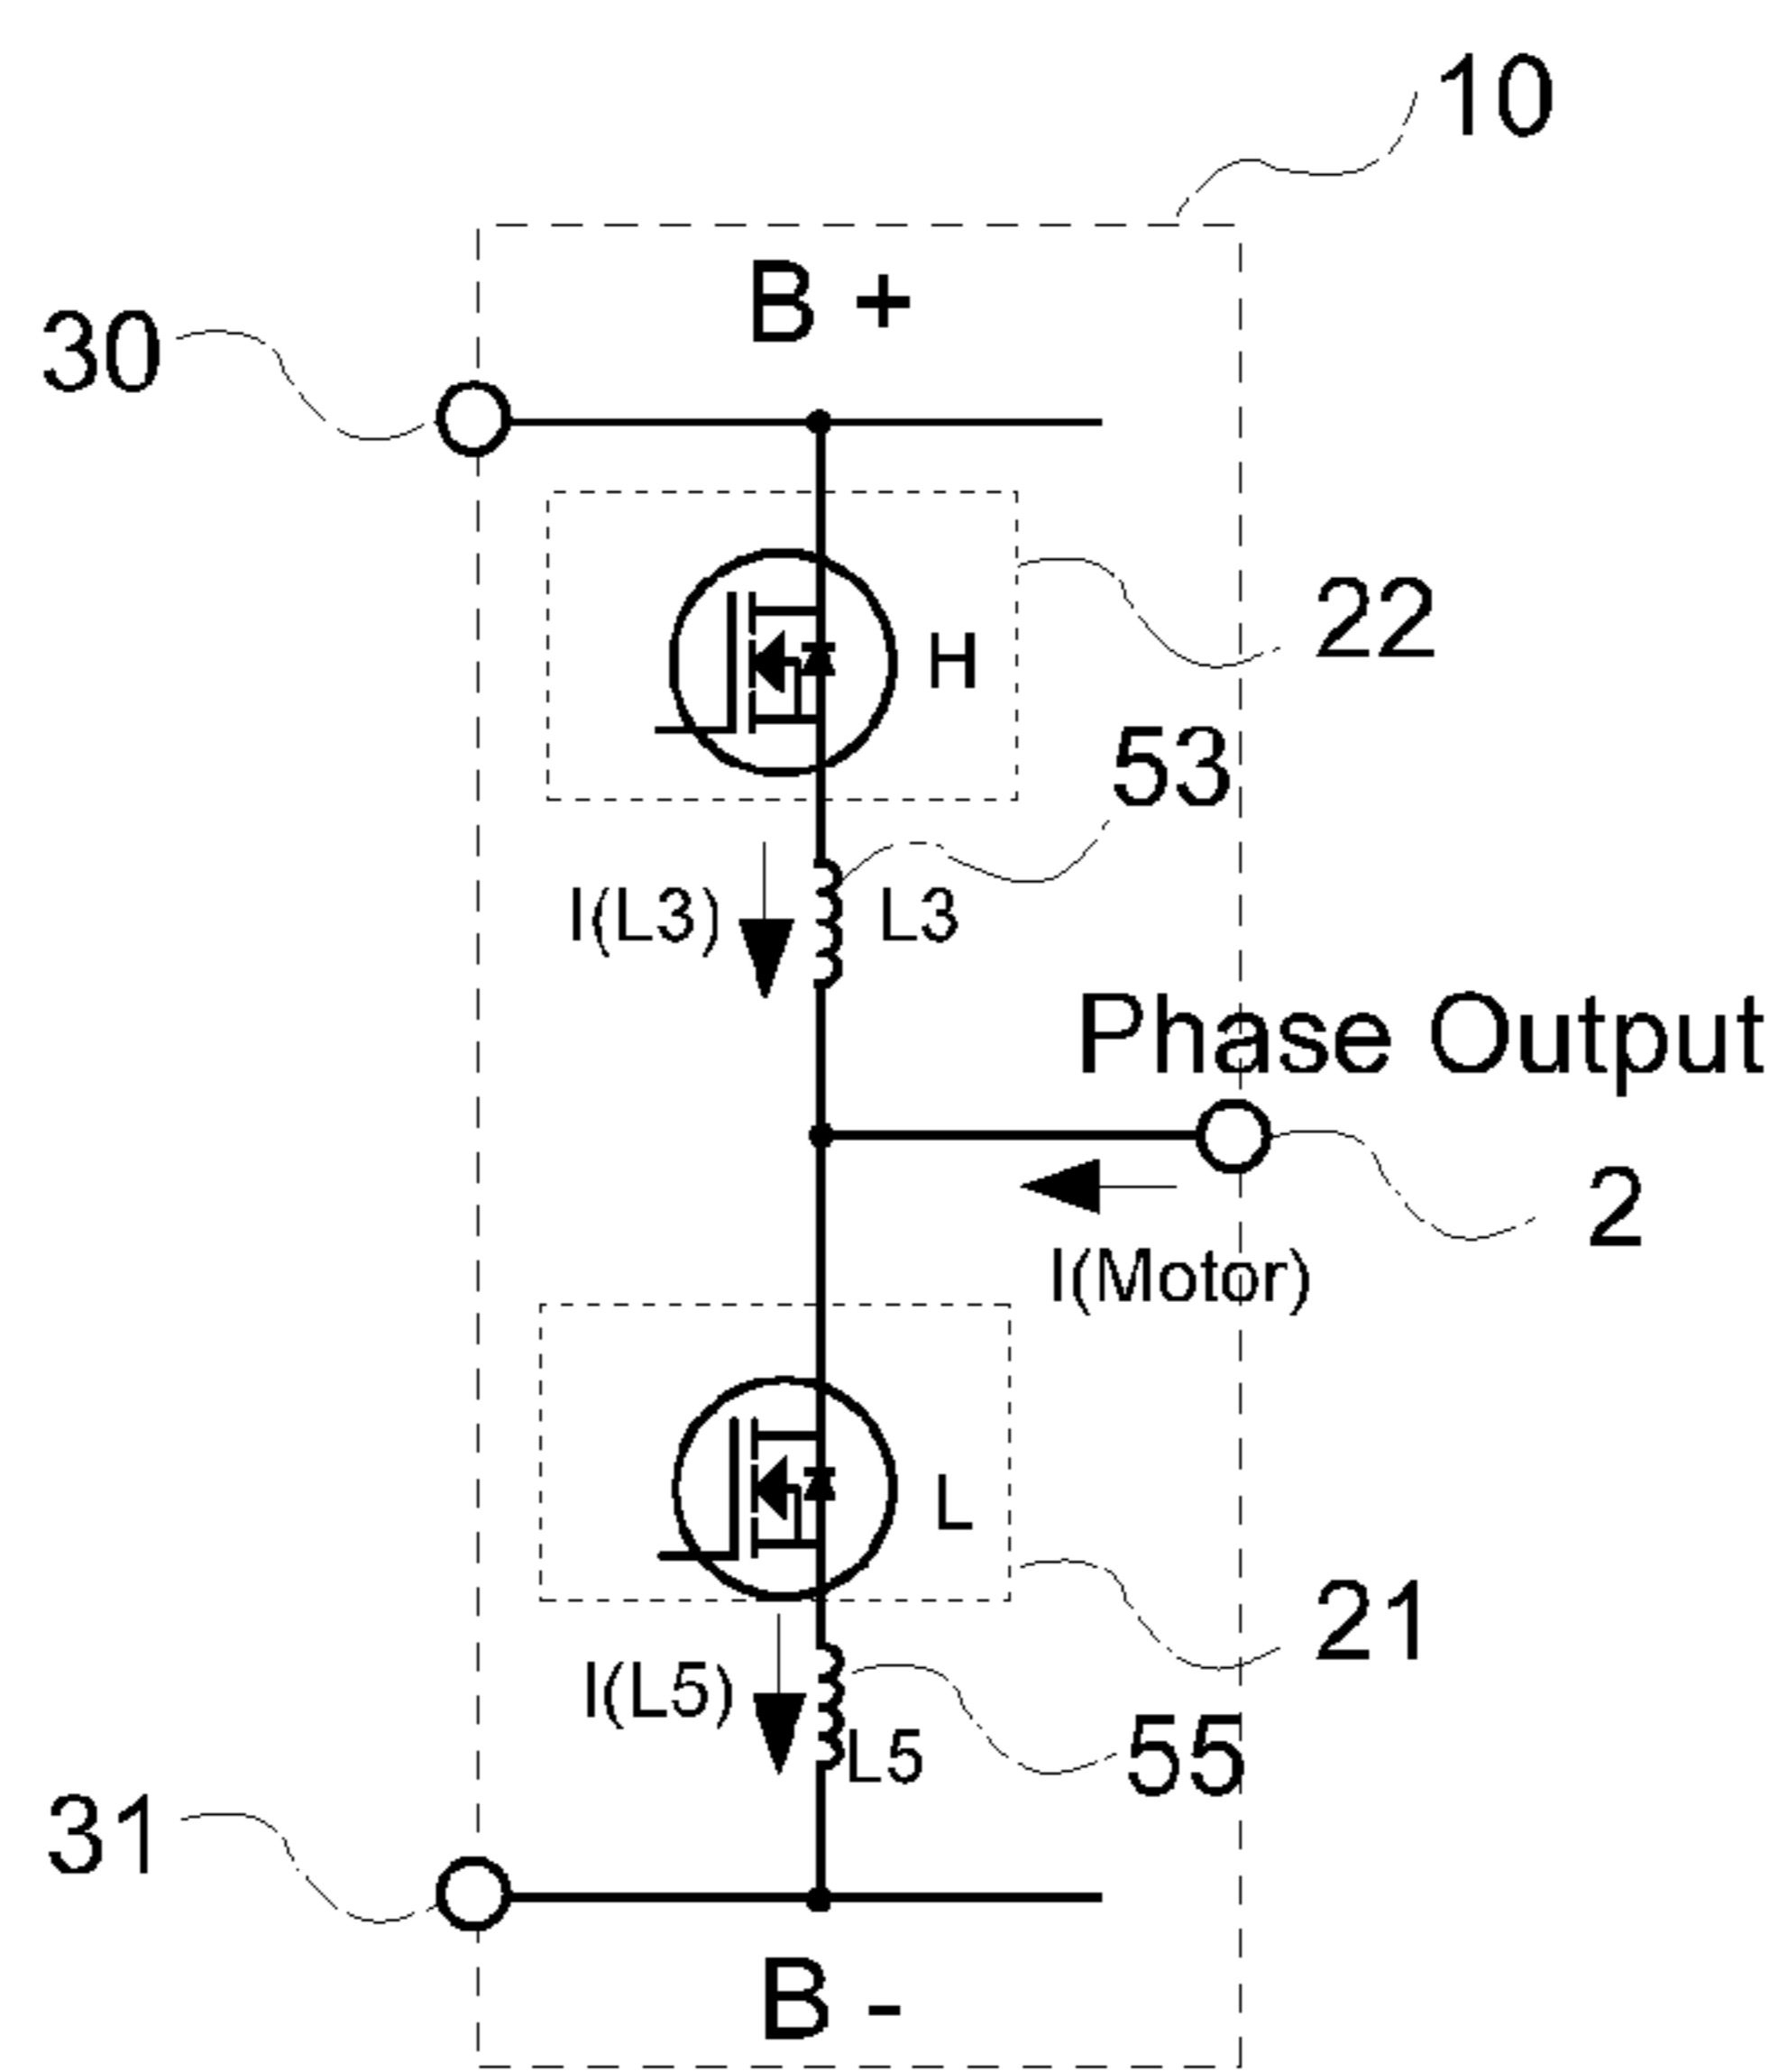 10
B +
30
H
22
53
I(L3)
L3
Phase Output
2
I(Motor)
L
21
I(L5)
L5
55
31
B -